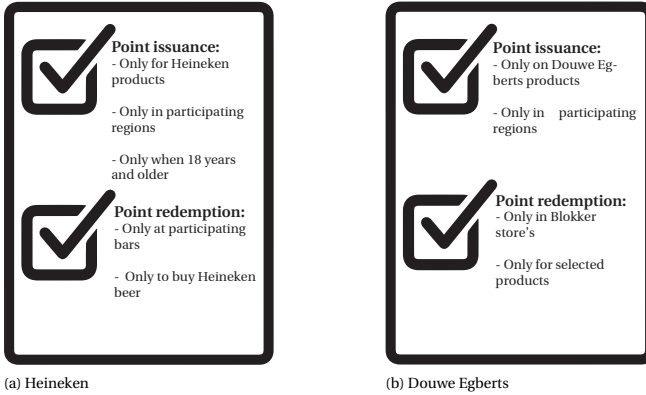 Point issuance:
- Only for Heineken
products
- Only in participating
regions
- Only when 18 years
and older
Point redemption:
- Only at participating
bars
- Only to buy Heineken
beer
(a) Heineken
Point issuance:
- Only on Douwe Eg-
berts products
- Only in participating
regions
Point redemption:
- Only in Blokker
store's
- Only for selected
products
(b) Douwe Egberts